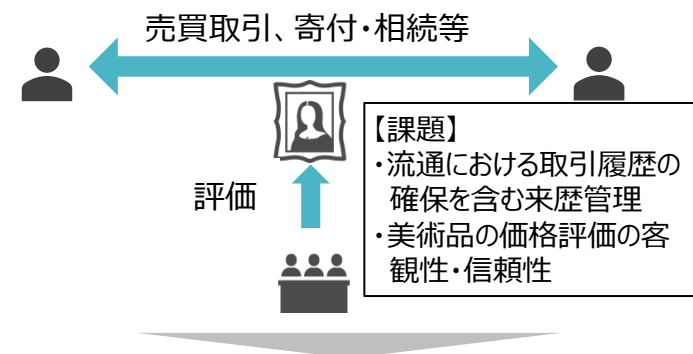 売買取引、寄付・相続等
【課題】
・流通における取引履歴の
確保を含む来歴管理
・美術品の価格評価の客
観性・信頼性
評価